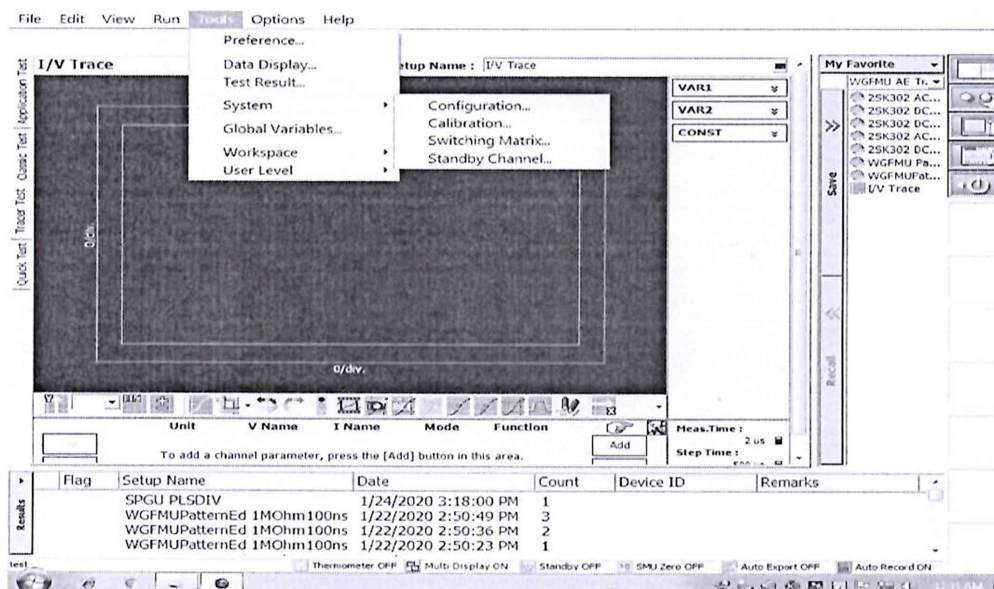 File Edit View Run Tools Options Help
Preference...
Data Display...
Test Result...
System
Global Variables...
Workspace
User Level
Configuration...
Calibration...
Switching Matrix...
Standby Channel...
I/V Trace
etup Name : I/V Trace
VAR1
VAR2
CONST
My Favorite
WGFMU AE Tr.
2SK302 AC...
2SK302 DC...
2SK302 DC...
2SK302 AC...
2SK302 DC...
WGFMU Pa...
WGFMUPat...
I/V Trace
Save
Recall
Application Test
Classic Test
Tracer Test
Quick Test
0/div.
0/div.
Unit V Name I Name Mode Function
Add
To add a channel parameter, press the [Add] button in this area.
Meas.Time :
2 us
Step Time :
Results
Flag Setup Name Date Count Device ID Remarks
SPGU PLSDIV 1/24/2020 3:18:00 PM 1
WGFMUPatternEd 1MOhm100ns 1/22/2020 2:50:49 PM 3
WGFMUPatternEd 1MOhm100ns 1/22/2020 2:50:36 PM 2
WGFMUPatternEd 1MOhm100ns 1/22/2020 2:50:23 PM 1
Thermometer OFF Multi Display ON Standby OFF SMU Zero OFF Auto Export OFF Auto Record ON